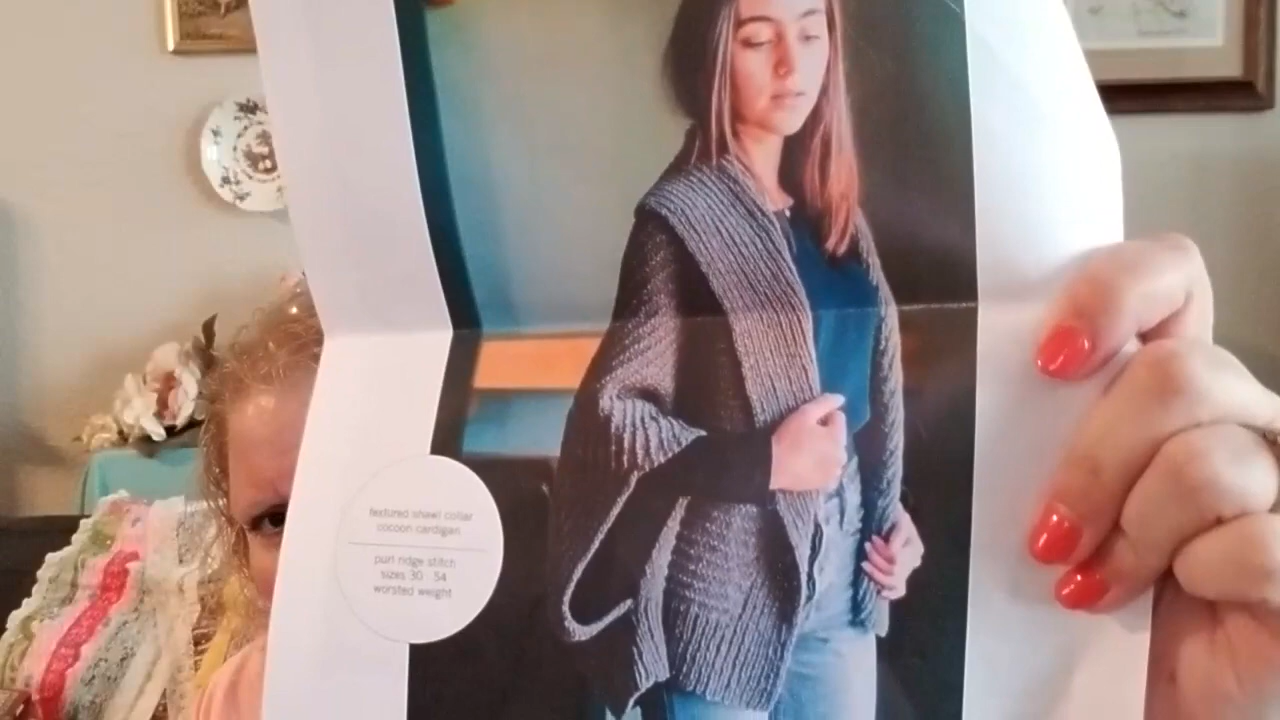 textured shawl collar
cocoon cardigan
purl ridge stitch
sizes 30 - 54
worsted weight